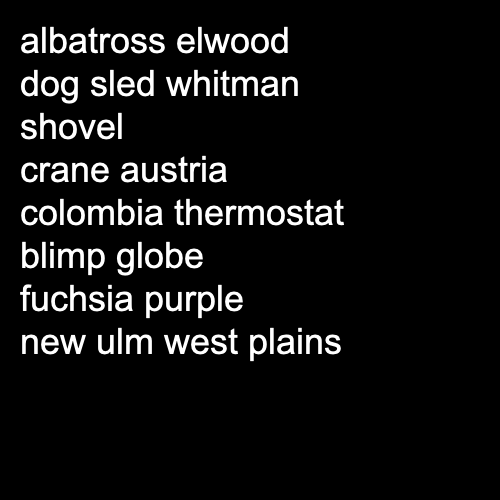 albatross elwood
dog sled whitman
shovel
crane austria
colombia thermostat
blimp globe
fuchsia purple
new ulm west plains